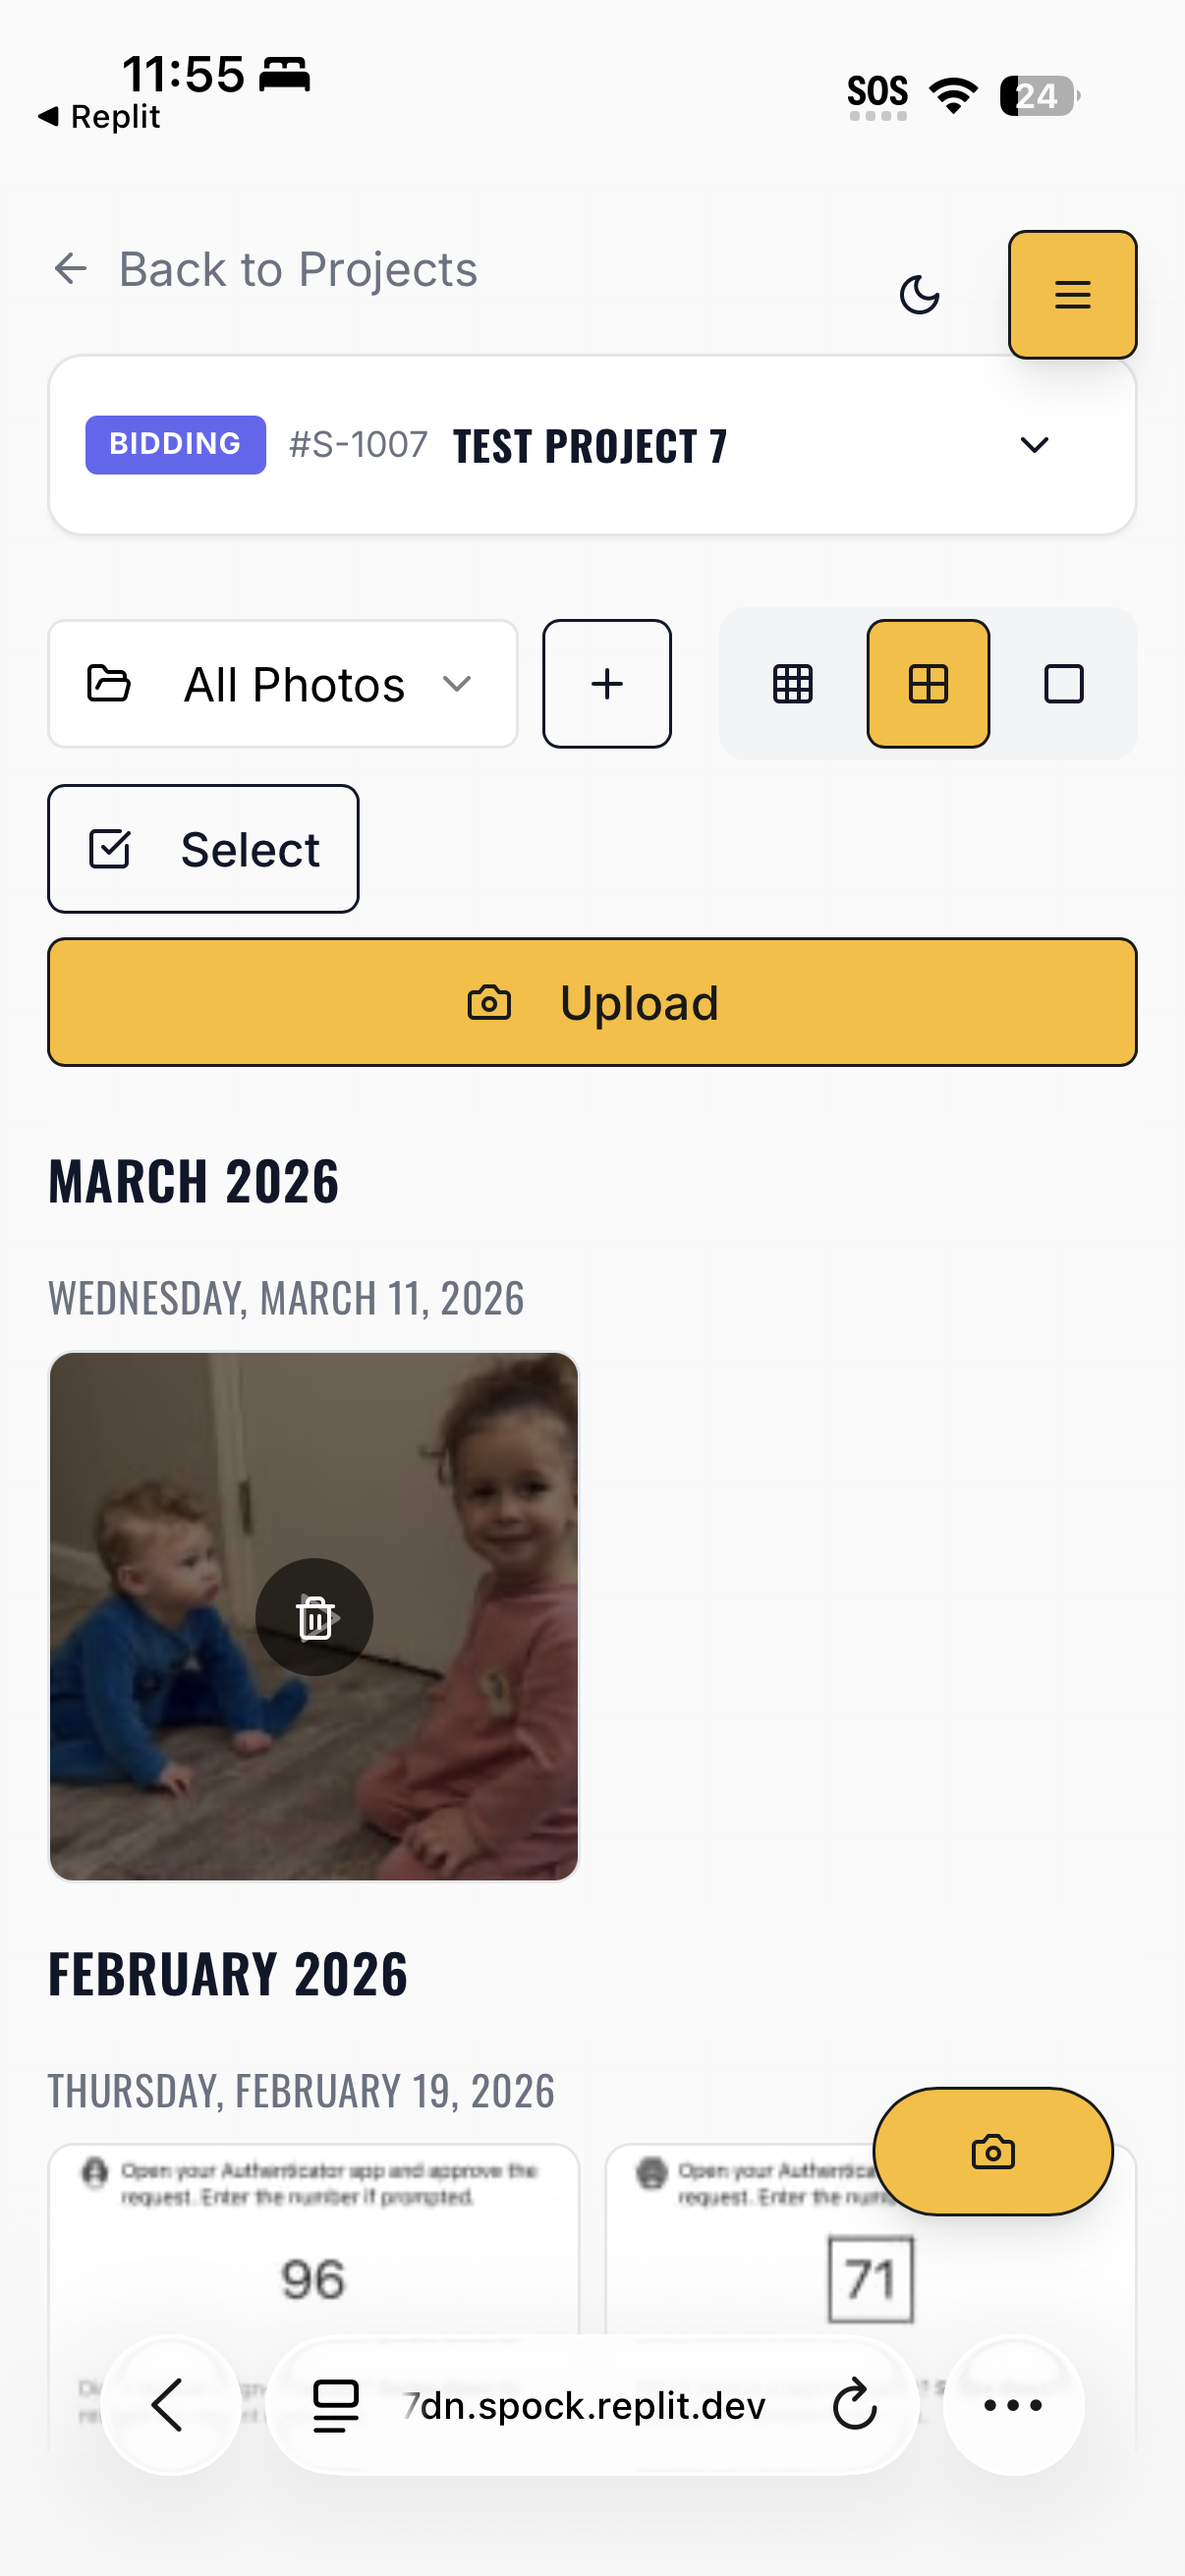 11:55
SOS
24
Replit
Back to Projects
BIDDING #S-1007 TEST PROJECT 7
All Photos
Select
Upload
MARCH 2026
WEDNESDAY, MARCH 11, 2026
FEBRUARY 2026
THURSDAY, FEBRUARY 19, 2026
Open your Authenticator app and approve the
request. Enter the number if prompted.
96
Open your
request. Enter the
71
7dn.spock.replit.dev